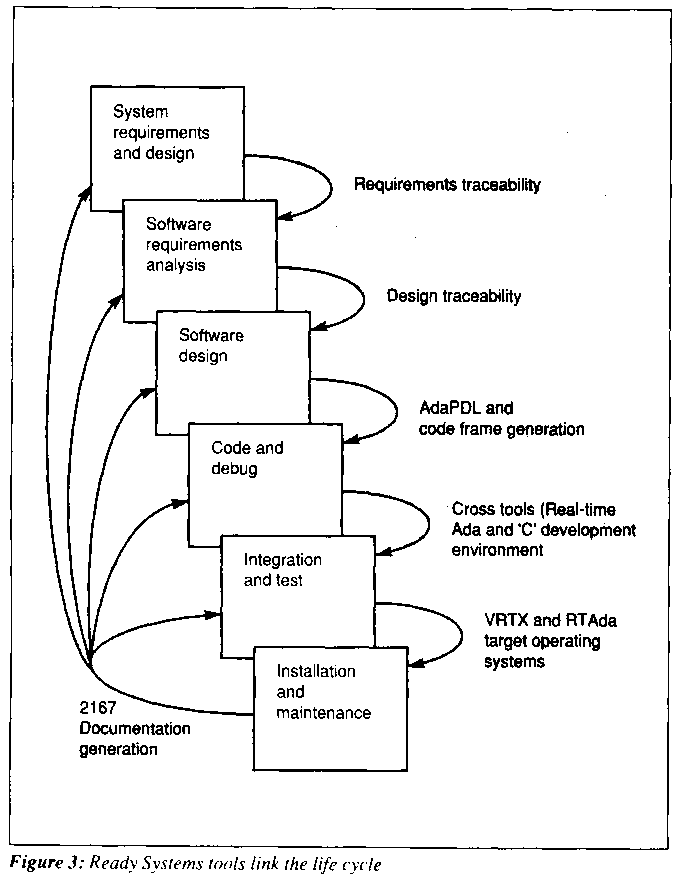 System
requirements
and design
Requirements traceability
Software
requirements
analysis
Design traceability
Software
design
AdaPDL and
code frame generation
Code and
debug
Cross tools (Real-time
Ada and 'C' development
environment
Integration
and test
VRTX and RTAda
target operating
systems
Installation
and
maintenance
2167
Documentation
generation
Figure 3: Ready Systems tools link the life cycle